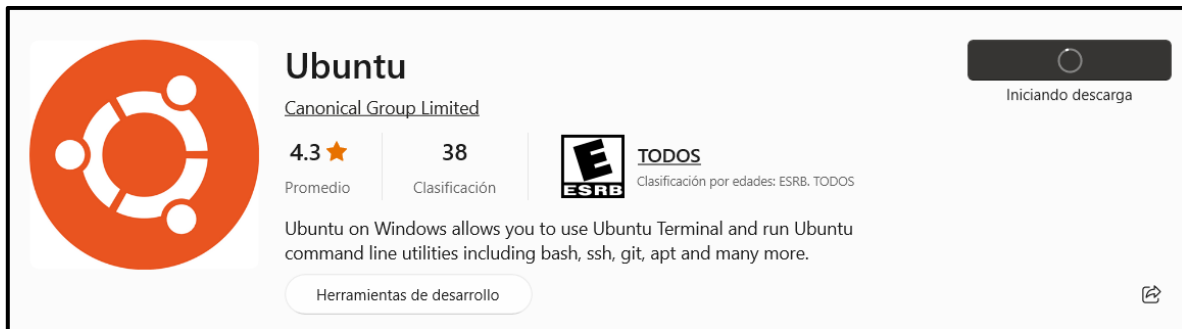 Ubuntu
Canonical Group Limited
4.3
38
Promedio
Clasificación
E
ESRB
TODOS
Clasificación por edades: ESRB. TODOS
Iniciando descarga
Ubuntu on Windows allows you to use Ubuntu Terminal and run Ubuntu
command line utilities including bash, ssh, git, apt and many more.
Herramientas de desarrollo